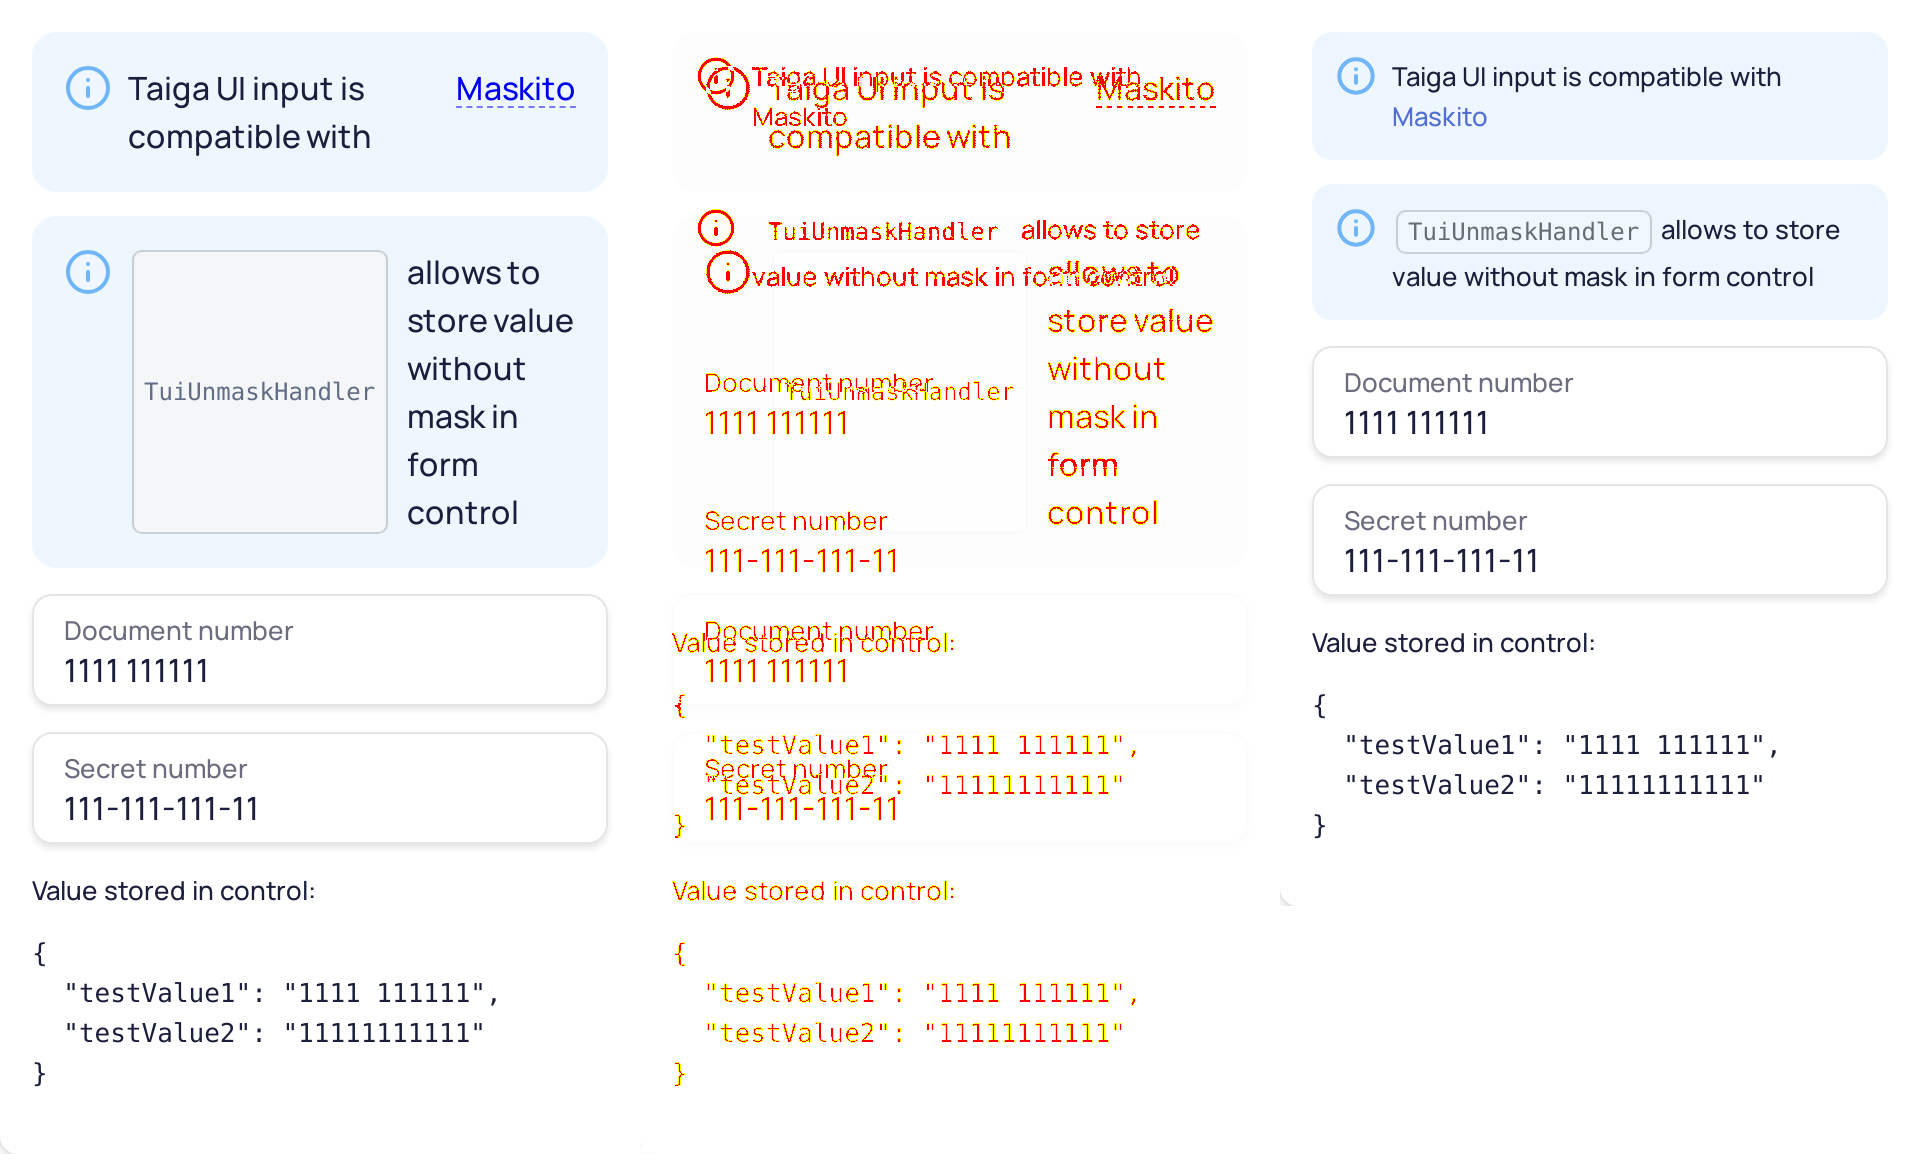 Taiga UI input is
compatible with
Maskito
TuiUnmaskHandler
allows to
store value
without
mask in
form
control
Document number
1111 111111
Secret number
111-111-111-11
Value stored in control:
{
"testValue1": "1111 111111",
"testValue2": "11111111111"
}
Taiga UI input is compatible with
Maskito
Taiga UI input is
compatible with
Maskito
TuiUnmaskHandler allows to store
value without mask in form control
allows to
store value
without
mask in
form
control
TuiUnmaskHandler
Document number
1111 111111
Secret number
111-111-111-11
Document number
1111 111111
Value stored in control:
{
"testValue1": "1111 111111",
"testValue2": "11111111111"
}
Secret number
111-111-111-11
Value stored in control:
{
"testValue1": "1111 111111",
"testValue2": "11111111111"
}
Taiga UI input is compatible with
Maskito
TuiUnmaskHandler allows to store
value without mask in form control
Document number
1111 111111
Secret number
111-111-111-11
Value stored in control:
{
"testValue1": "1111 111111",
"testValue2": "11111111111"
}